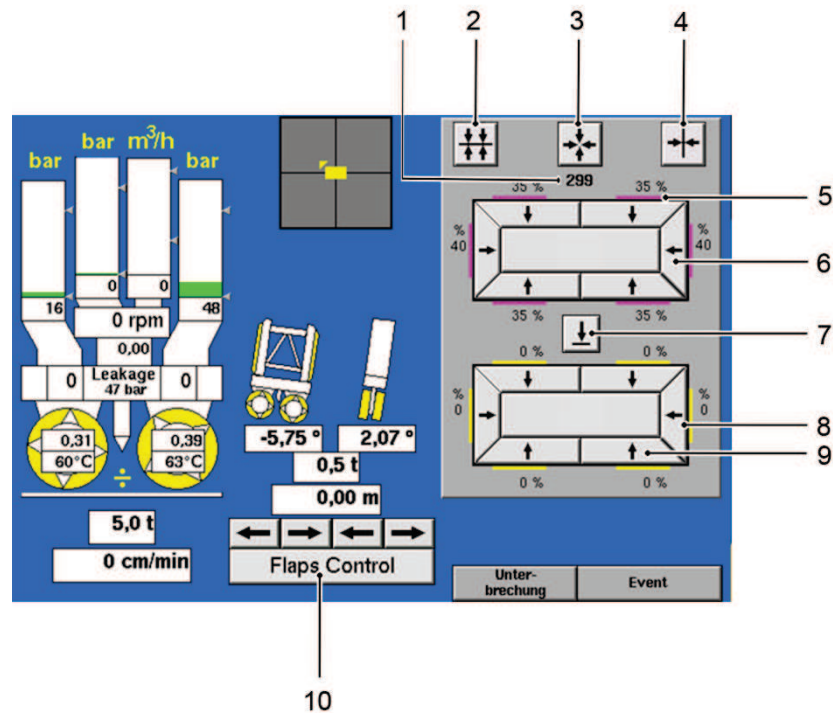 1 2 3 4
bar
bar
m³/h
bar
299
35 %
35 %
5
%
40
%
40
6
0
0
16
48
0 rpm
35 %
35 %
7
0,00
0 %
0 %
0
Leakage
47 bar
0
%
0
%
0
8
0,31
60°C
0,39
63°C
÷
-5,75 °
2,07 °
9
0,5 t
0 %
0 %
0,00 m
5,0 t
0 cm/min
Flaps Control
Unter-
brechung
Event
10